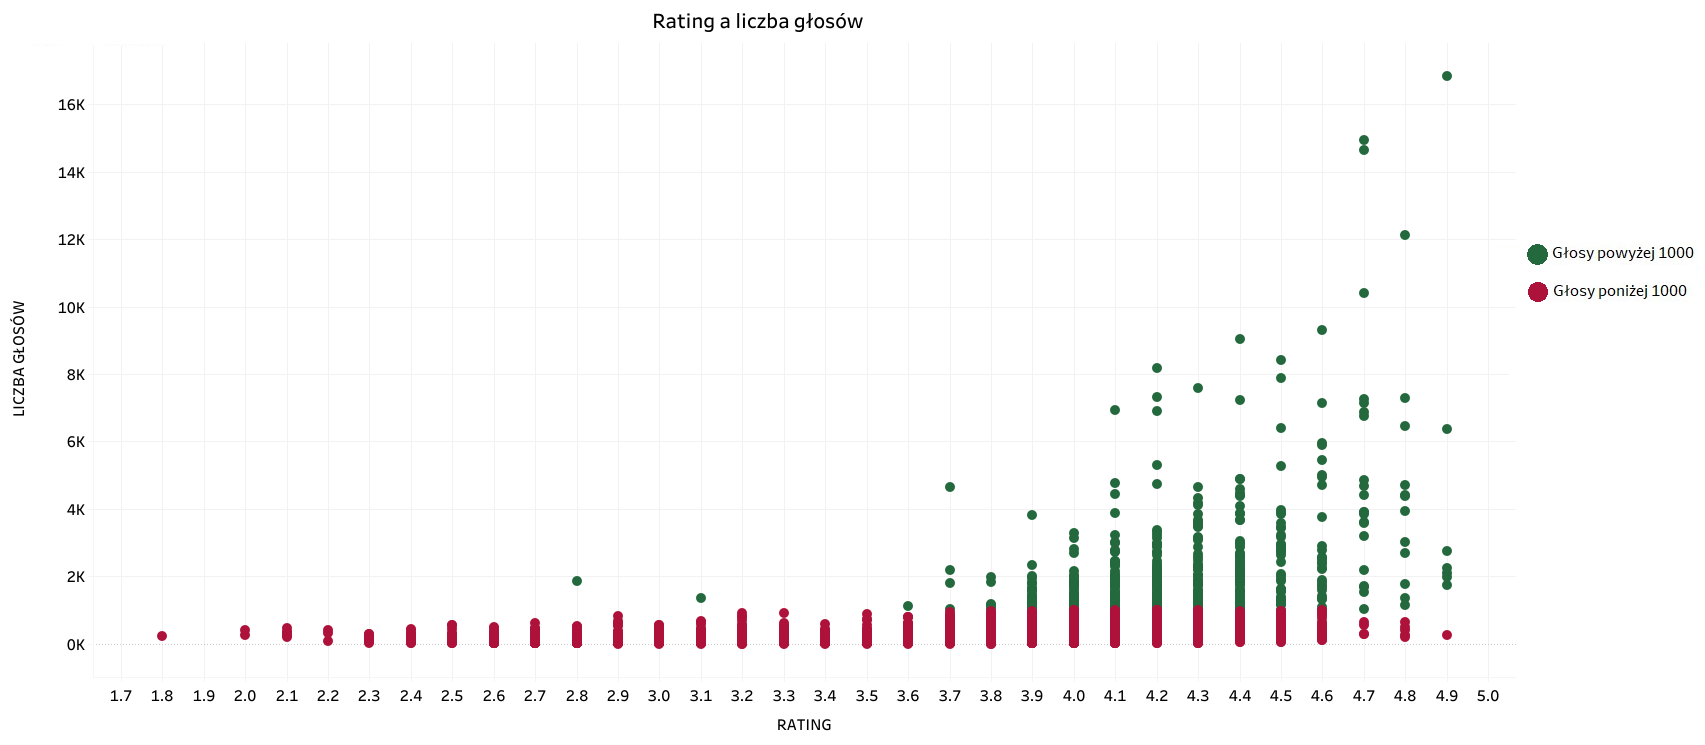 Rating a liczba głosów
16K
14K
12K
10K
8K
6K
4K
2K
0K
LICZBA GŁOSÓW
1.7 1.8 1.9 2.0 2.1 2.2 2.3 2.4 2.5 2.6 2.7 2.8 2.9 3.0 3.1 3.2 3.3 3.4 3.5 3.6 3.7 3.8 3.9 4.0 4.1 4.2 4.3 4.4 4.5 4.6 4.7 4.8 4.9 5.0
RATING
Głosy powyżej 1000
Głosy poniżej 1000